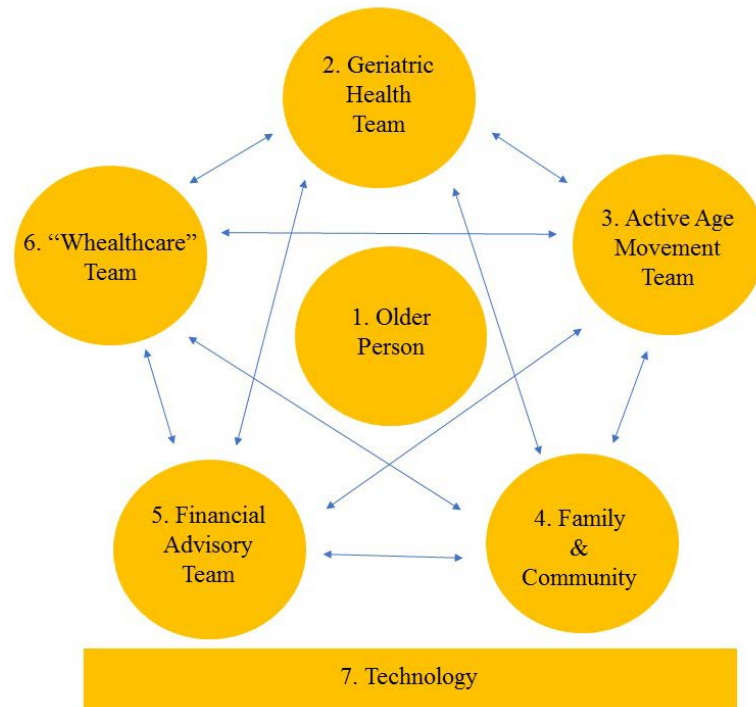 2. Geriatric
Health
Team
3. Active Age
Movement
Team
6. “Whealthcare”
Team
1. Older
Person
4. Family
&
Community
5. Financial
Advisory
Team
7. Technology